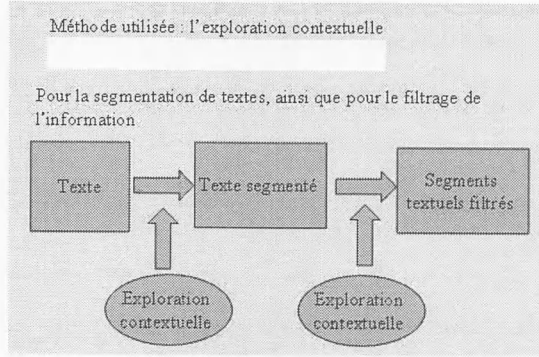 Méthode utilisée : l'exploration contextuelle
Pour la segmentation de textes, ainsi que pour le filtrage de
l'information
Texte
Texte segmenté
Segments
textuels filtrés
Exploration
contextuelle
Exploration
contextuelle